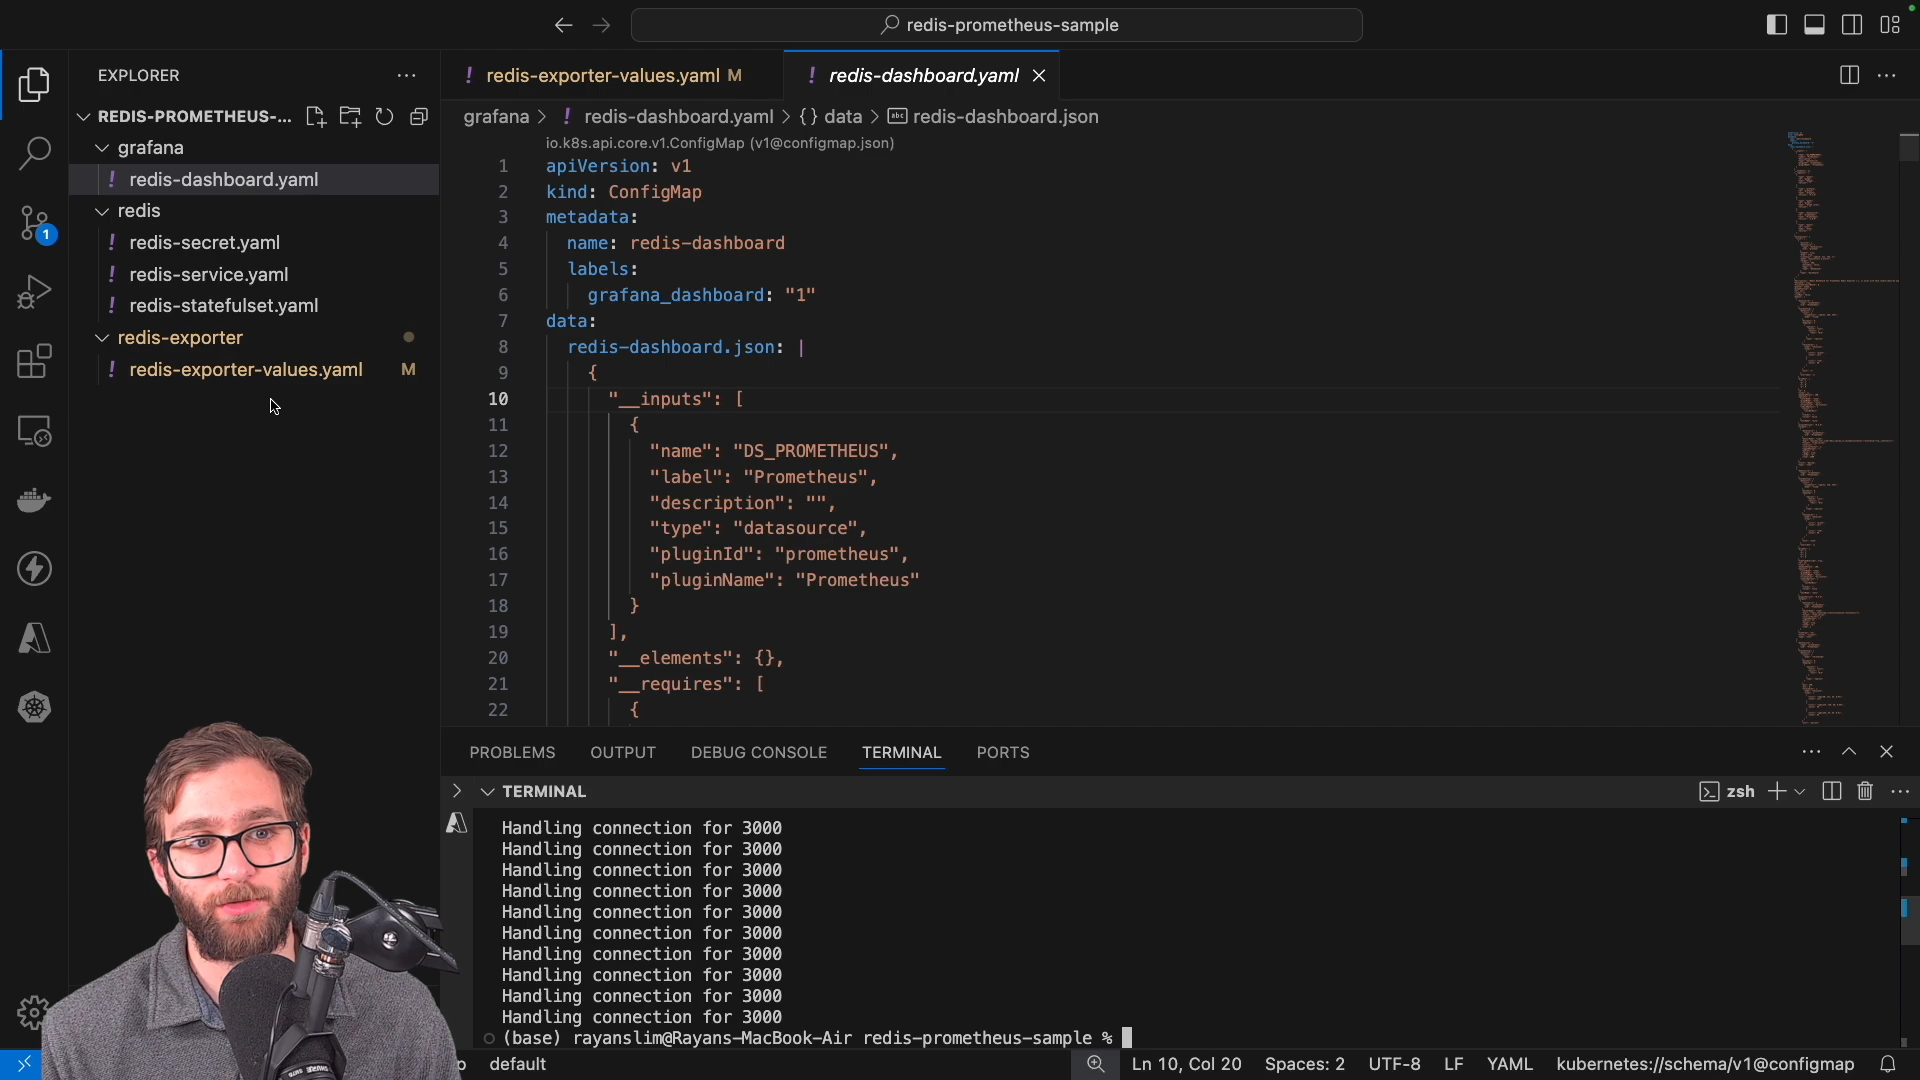 redis-prometheus-sample
EXPLORER
REDIS-PROMETHEUS-...
grafana
! redis-dashboard.yaml
redis
! redis-secret.yaml
! redis-service.yaml
! redis-statefulset.yaml
redis-exporter
! redis-exporter-values.yaml M
1
! redis-exporter-values.yaml M
! redis-dashboard.yaml
grafana > ! redis-dashboard.yaml > {} data > abc redis-dashboard.json
io.k8s.api.core.v1.ConfigMap (v1@configmap.json)
1 apiVersion: v1
2 kind: ConfigMap
3 metadata:
4 name: redis-dashboard
5 labels:
6 grafana_dashboard: "1"
7 data:
8 redis-dashboard.json: |
9 {
10 "__inputs": [
11 {
12 "name": "DS_PROMETHEUS",
13 "label": "Prometheus",
14 "description": "",
15 "type": "datasource",
16 "pluginId": "prometheus",
17 "pluginName": "Prometheus"
18 }
19 ],
20 "__elements": {},
21 "__requires": [
22 {
PROBLEMS OUTPUT DEBUG CONSOLE TERMINAL PORTS
TERMINAL
zsh
Handling connection for 3000
Handling connection for 3000
Handling connection for 3000
Handling connection for 3000
Handling connection for 3000
Handling connection for 3000
Handling connection for 3000
Handling connection for 3000
Handling connection for 3000
Handling connection for 3000
(base) rayanslim@Rayans-MacBook-Air redis-prometheus-sample %
default
Ln 10, Col 20 Spaces: 2 UTF-8 LF YAML kubernetes://schema/v1@configmap